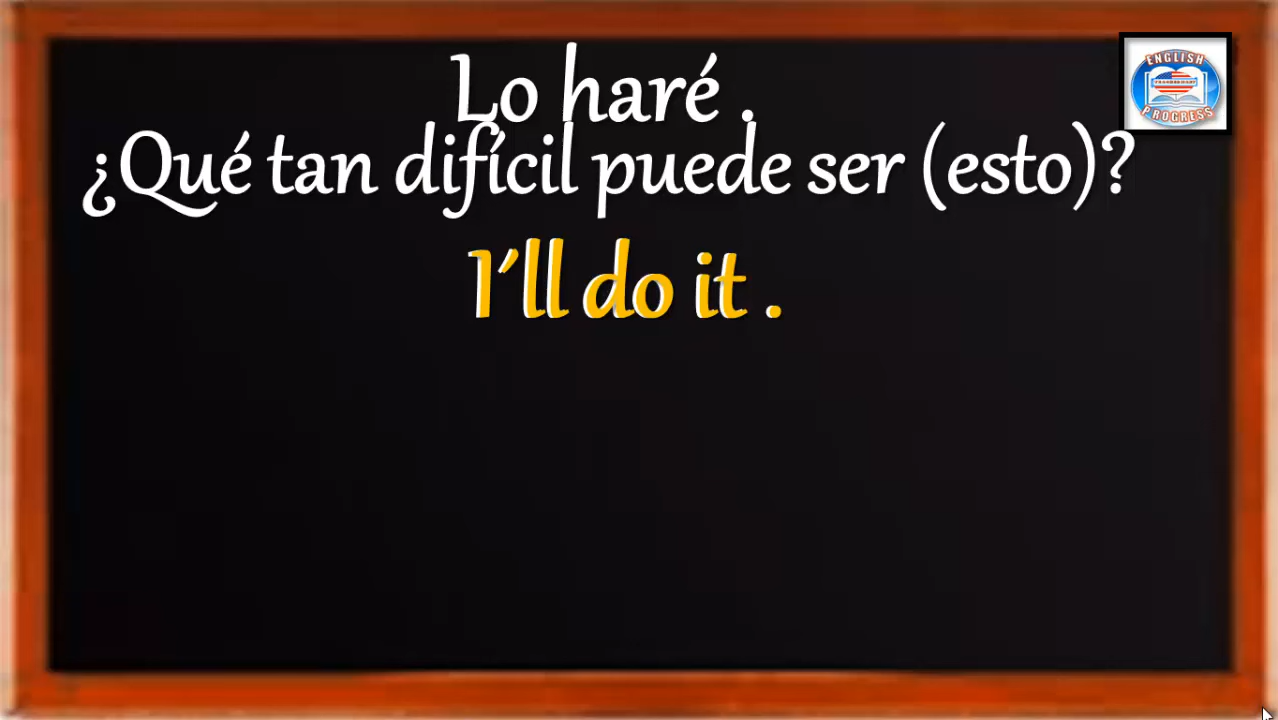 Lo haré .
¿Qué tan difícil puede ser (esto)?
I´ll do it .
ENGLISH
PROGRESS